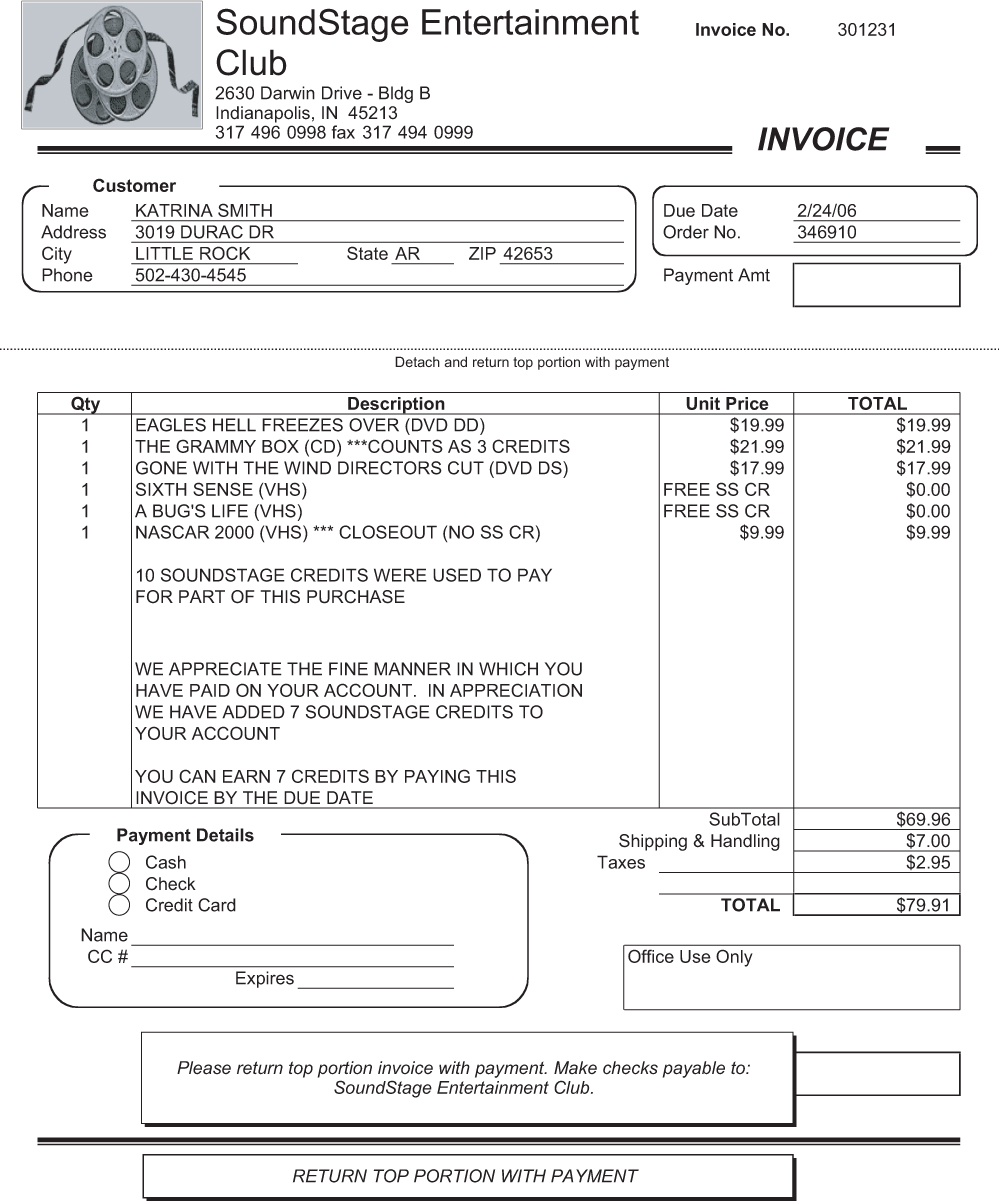 SoundStage Entertainment
Club
Invoice No. 301231
2630 Darwin Drive - Bldg B
Indianapolis, IN  45213
317 496 0998 fax 317 494 0999
INVOICE
Customer
Name KATRINA SMITH
Address 3019 DURAC DR
City LITTLE ROCK State AR ZIP 42653
Phone 502-430-4545
Due Date 2/24/06
Order No. 346910
Payment Amt
Detach and return top portion with payment
Qty Description Unit Price TOTAL
1 EAGLES HELL FREEZES OVER (DVD DD) $19.99 $19.99
1 THE GRAMMY BOX (CD) ***COUNTS AS 3 CREDITS $21.99 $21.99
1 GONE WITH THE WIND DIRECTORS CUT (DVD DS) $17.99 $17.99
1 SIXTH SENSE (VHS) FREE SS CR $0.00
1 A BUG'S LIFE (VHS) FREE SS CR $0.00
1 NASCAR 2000 (VHS) *** CLOSEOUT (NO SS CR) $9.99 $9.99
10 SOUNDSTAGE CREDITS WERE USED TO PAY
FOR PART OF THIS PURCHASE
WE APPRECIATE THE FINE MANNER IN WHICH YOU
HAVE PAID ON YOUR ACCOUNT.  IN APPRECIATION
WE HAVE ADDED 7 SOUNDSTAGE CREDITS TO
YOUR ACCOUNT
YOU CAN EARN 7 CREDITS BY PAYING THIS
INVOICE BY THE DUE DATE
SubTotal $69.96
Shipping & Handling $7.00
Taxes $2.95
TOTAL $79.91
Payment Details
Cash
Check
Credit Card
Name
CC #
Expires
Office Use Only
Please return top portion invoice with payment. Make checks payable to:
SoundStage Entertainment Club.
RETURN TOP PORTION WITH PAYMENT